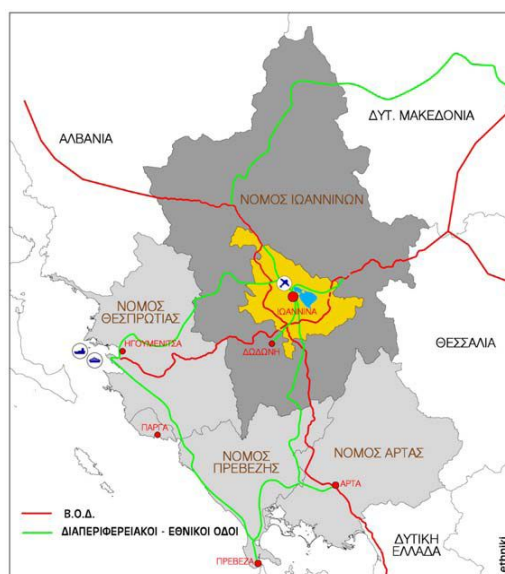 ΔΥΤ. ΜΑΚΕΔΟΝΙΑ
ΑΛΒΑΝΙΑ
ΝΟΜΟΣ ΙΩΑΝΝΙΝΩΝ
ΝΟΜΟΣ
ΘΕΣΠΡΩΤΙΑΣ
ΙΩΑΝΝΙΝΑ
ΗΓΟΥΜΕΝΙΤΣΑ
ΔΩΔΩΝΗ
ΘΕΣΣΑΛΙΑ
ΠΑΡΓΑ
ΝΟΜΟΣ
ΠΡΕΒΕΖΗΣ
ΝΟΜΟΣ ΑΡΤΑΣ
ΑΡΤΑ
Β.Ο.Δ.
ΔΙΑΠΕΡΙΦΕΡΕΙΑΚΟΙ - ΕΘΝΙΚΟΙ ΟΔΟΙ
ΔΥΤΙΚΗ
ΕΛΛΑΔΑ
ΠΡΕΒΕΖΑ
ethniki